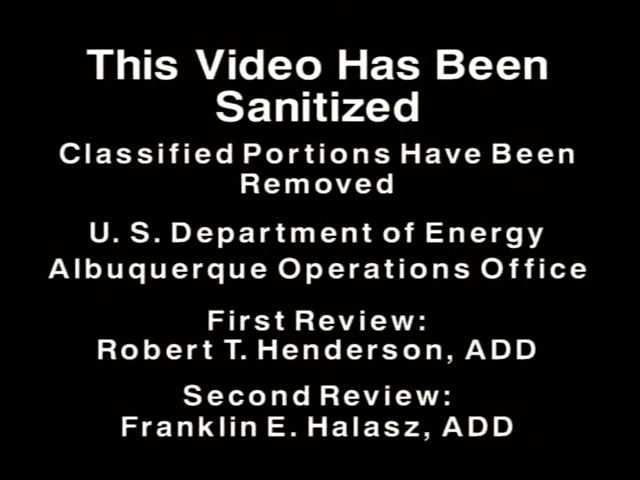 This Video Has Been
Sanitized
Classified Portions Have Been
Removed
U. S. Department of Energy
Albuquerque Operations Office
First Review:
Robert T. Henderson, ADD
Second Review:
Franklin E. Halasz, ADD